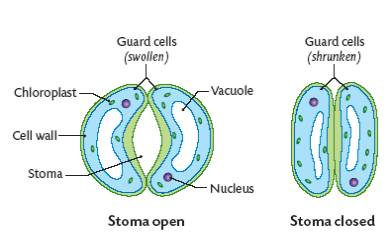 Guard cells
(swollen)
Guard cells
(shrunken)
Chloroplast
Vacuole
Cell wall
Stoma
Nucleus
Stoma open
Stoma closed